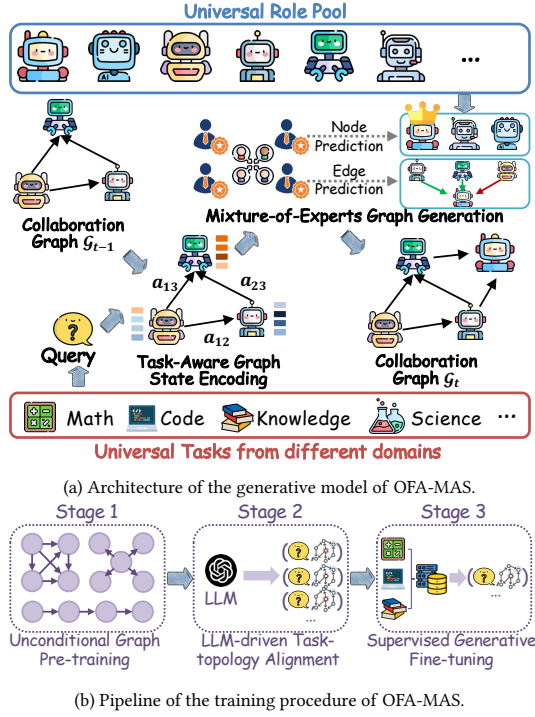 Universal Role Pool
AI
...
Node
Prediction
Edge
Prediction
Mixture-of-Experts Graph Generation
Collaboration
Graph 𝒢ₜ₋₁
a₁₃
a₂₃
a₁₂
?
Query
Task-Aware Graph
State Encoding
Collaboration
Graph 𝒢ₜ
Math
Code
Knowledge
Science
...
Universal Tasks from different domains
(a) Architecture of the generative model of OFA-MAS.
Stage 1
Stage 2
Stage 3
LLM
( ? )
( ? )
( ? )
...
( ? )
...
Unconditional Graph
Pre-training
LLM-driven Task-
topology Alignment
Supervised Generative
Fine-tuning
(b) Pipeline of the training procedure of OFA-MAS.